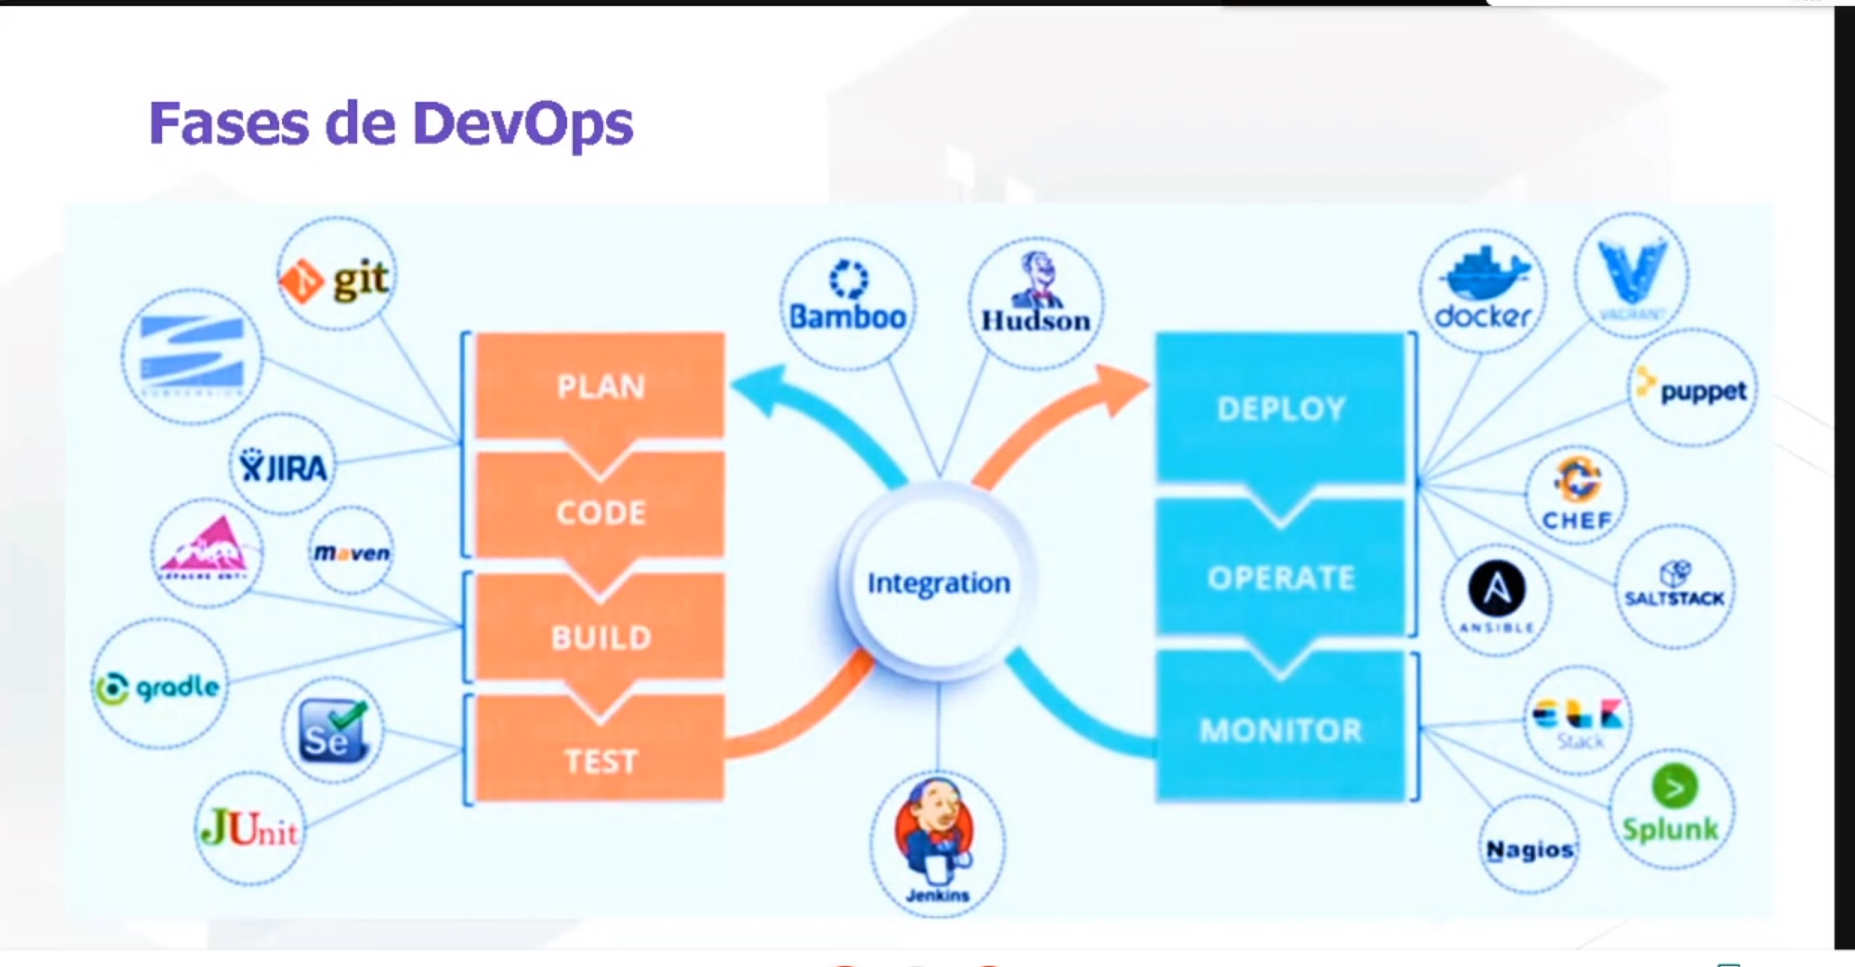 Fases de DevOps
git
SUBVERSION
JIRA
APACHE ANT
maven
gradle
Se
JUnit
PLAN
CODE
BUILD
TEST
Bamboo
Hudson
Integration
Jenkins
DEPLOY
OPERATE
MONITOR
docker
VAGRANT
puppet
CHEF
SALTSTACK
A
ANSIBLE
ELK
Stack
Splunk
Nagios